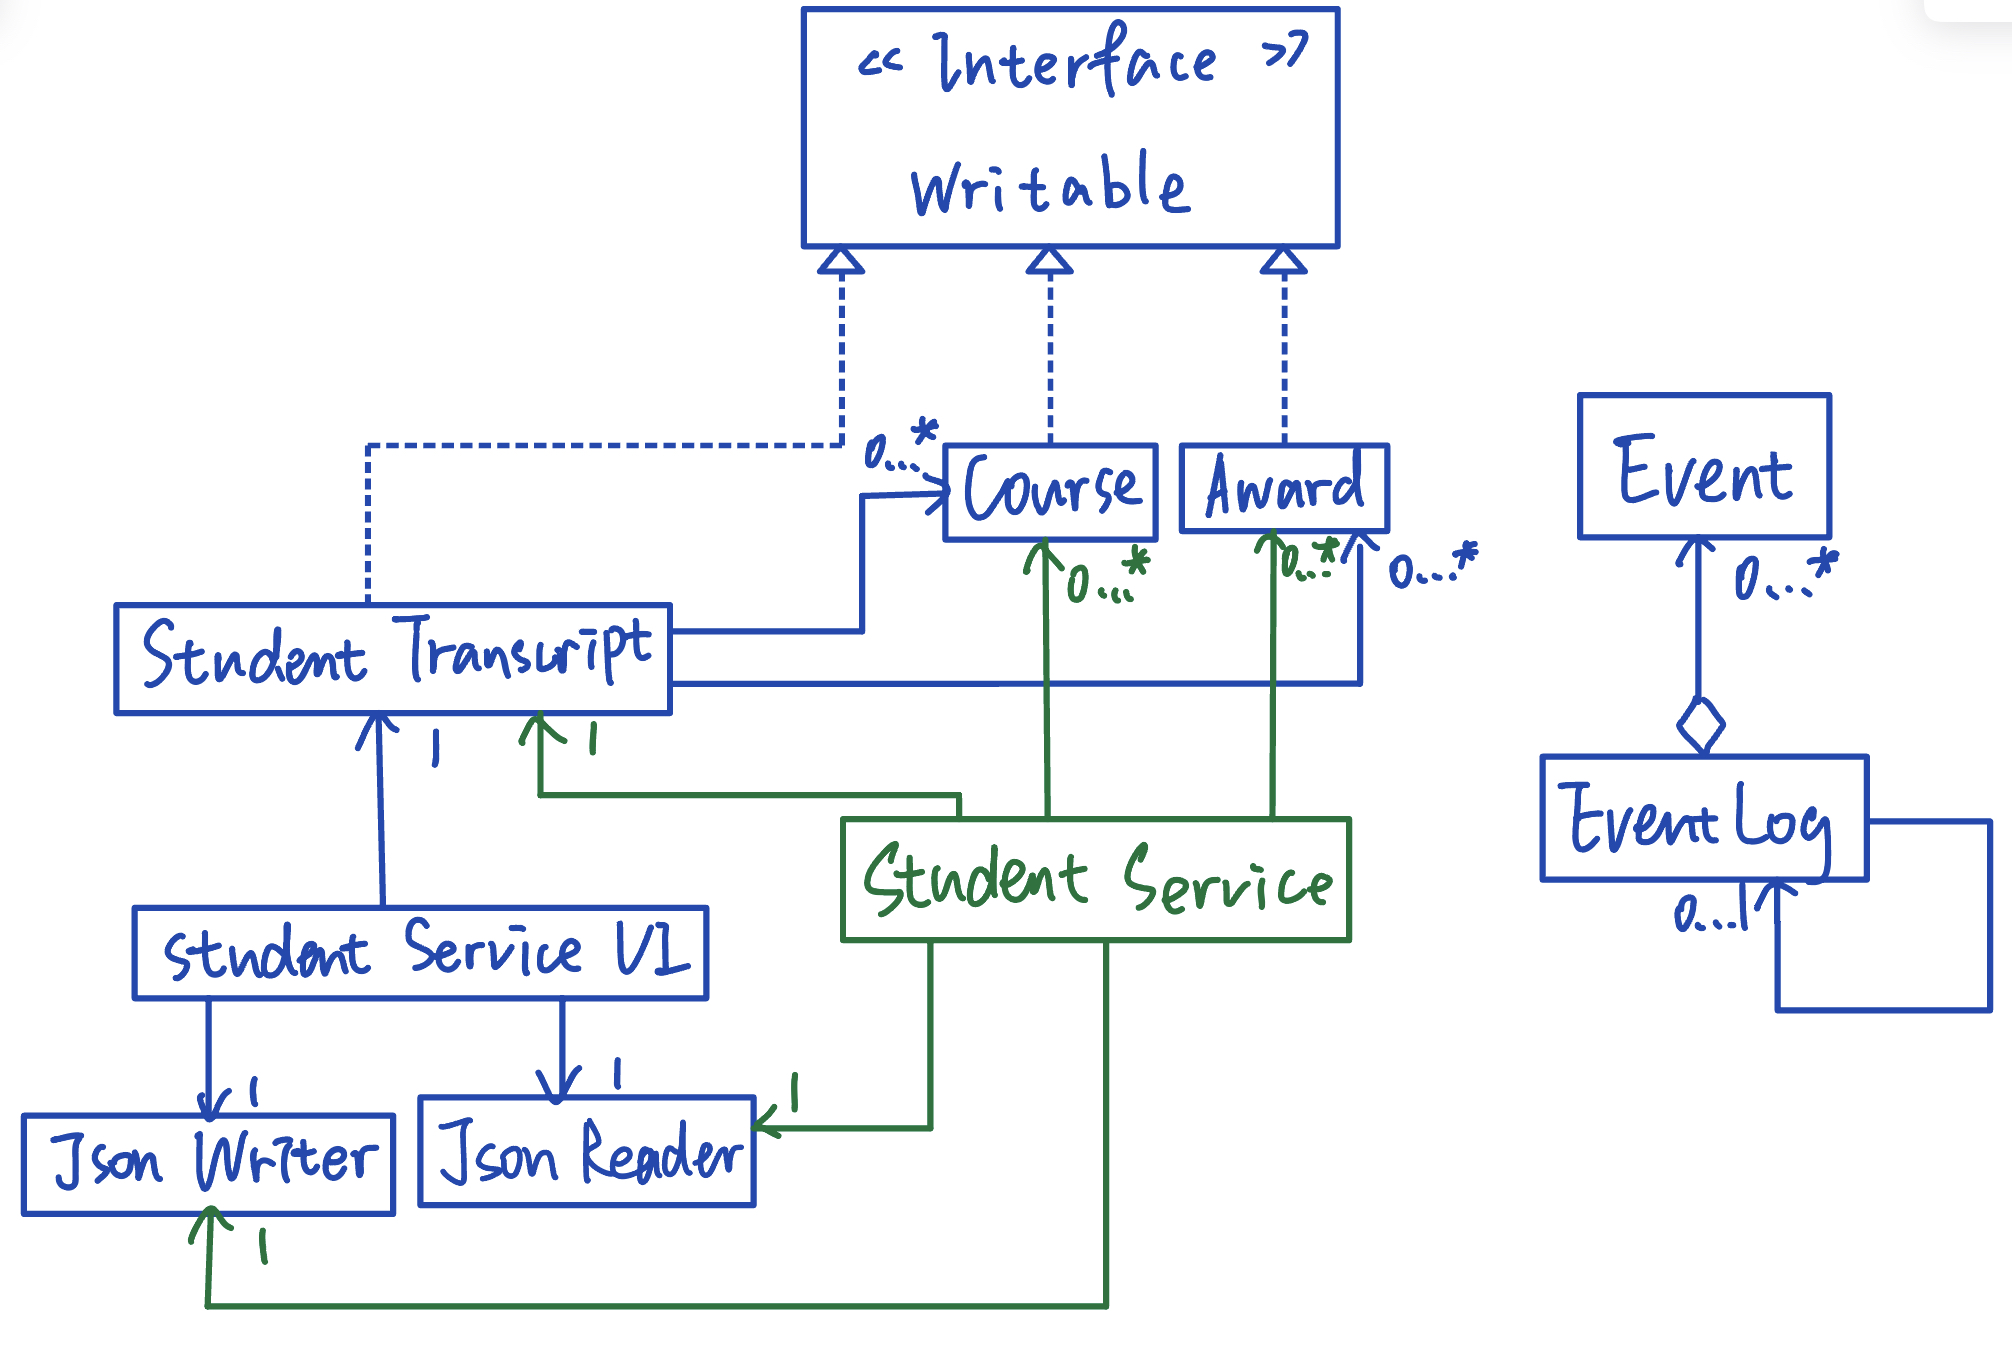 << Interface >>
Writable
0...*
Course
Award
Event
0...*
0...*
0...*
0...*
Student Transcript
1
1
Event Log
Student Service
0...1
Student Service V1
1
1
1
Json Writer
Json Reader
1